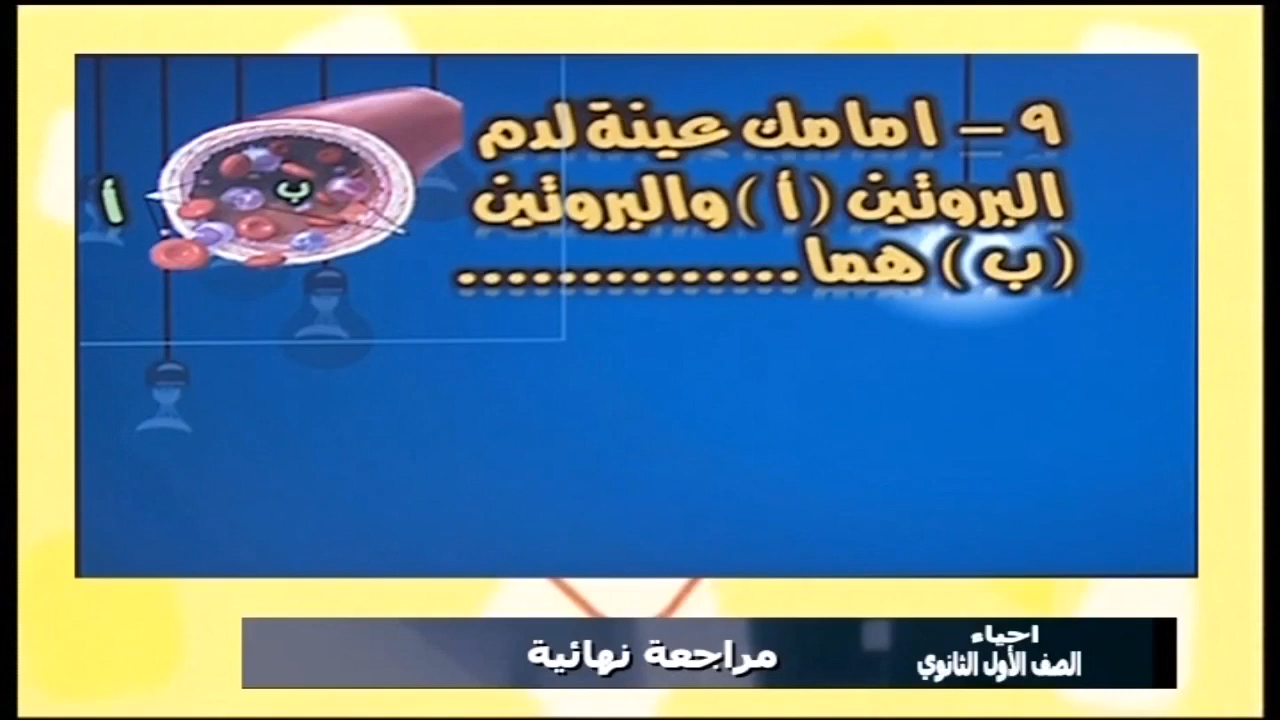 ٩ – امامك عينة لدم
البروتين (أ) والبروتين
(ب) هما..............
أ
ب
احياء
الصف الأول الثانوي
مراجعة نهائية